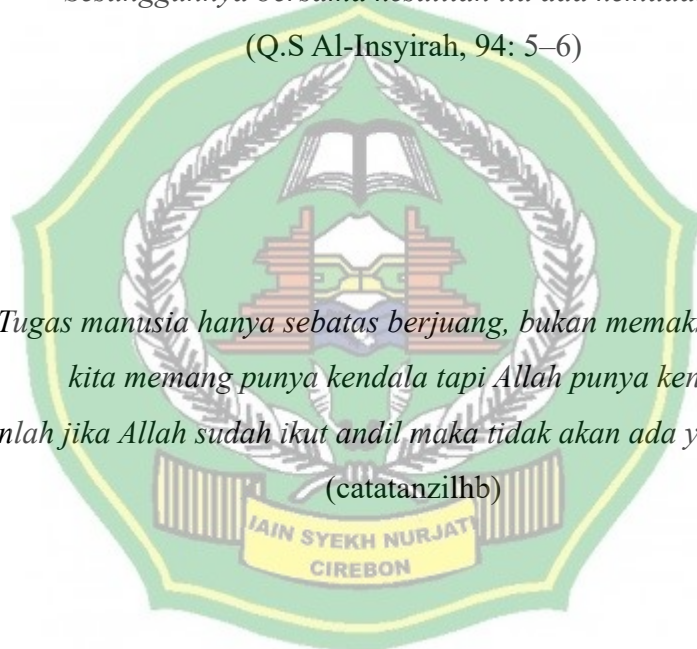 Sesungguhnya bersama kesulitan itu ada
(Q.S Al-Insyirah, 94: 5–6)
Tugas manusia hanya sebatas berjuang, bukan memak
kita memang punya kendala tapi Allah punya ken
nlah jika Allah sudah ikut andil maka tidak akan ada y
(catatanzilhb)
IAIN SYEKH NURJATI
CIREBON